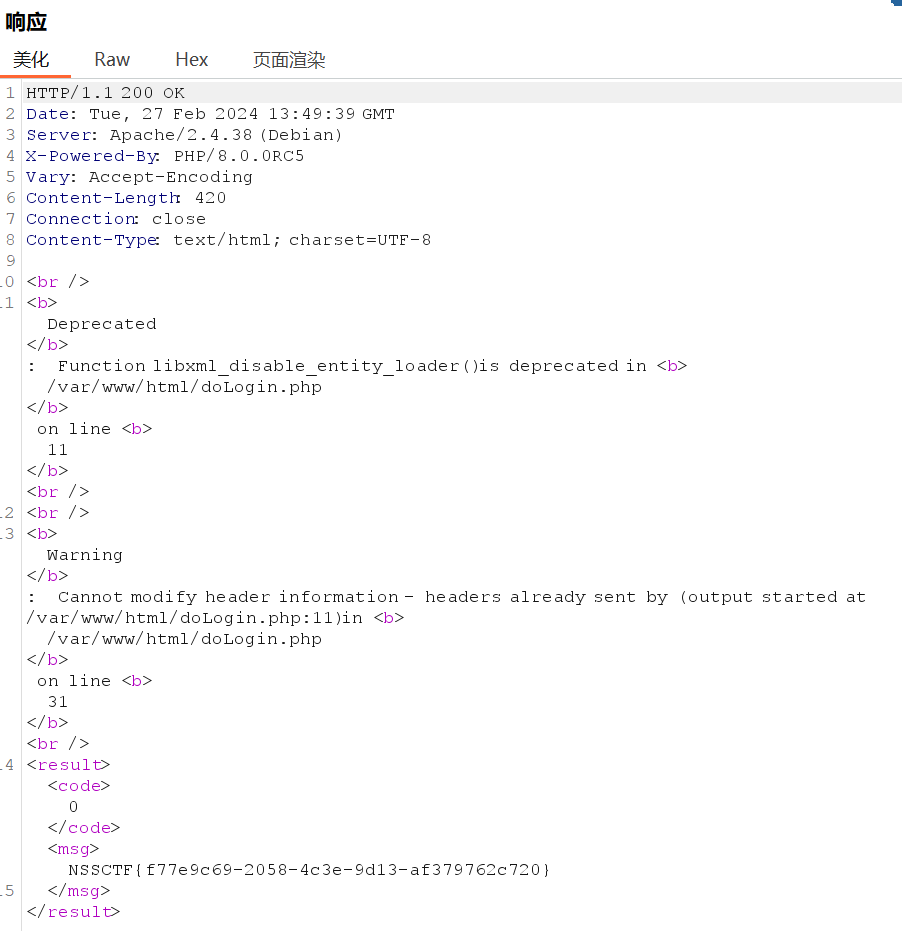 响应
美化 Raw Hex 页面渲染
1 HTTP/1.1 200 OK
2 Date: Tue, 27 Feb 2024 13:49:39 GMT
3 Server: Apache/2.4.38 (Debian)
4 X-Powered-By: PHP/8.0.0RC5
5 Vary: Accept-Encoding
6 Content-Length: 420
7 Connection: close
8 Content-Type: text/html; charset=UTF-8
9
10 <br />
11 <b>
Deprecated
</b>
:  Function libxml_disable_entity_loader()is deprecated in <b>
/var/www/html/doLogin.php
</b>
on line <b>
11
</b>
<br />
12 <br />
13 <b>
Warning
</b>
:  Cannot modify header information - headers already sent by (output started at
/var/www/html/doLogin.php:11)in <b>
/var/www/html/doLogin.php
</b>
on line <b>
31
</b>
<br />
14 <result>
<code>
0
</code>
<msg>
NSSCTF{f77e9c69-2058-4c3e-9d13-af379762c720}
15 </msg>
</result>